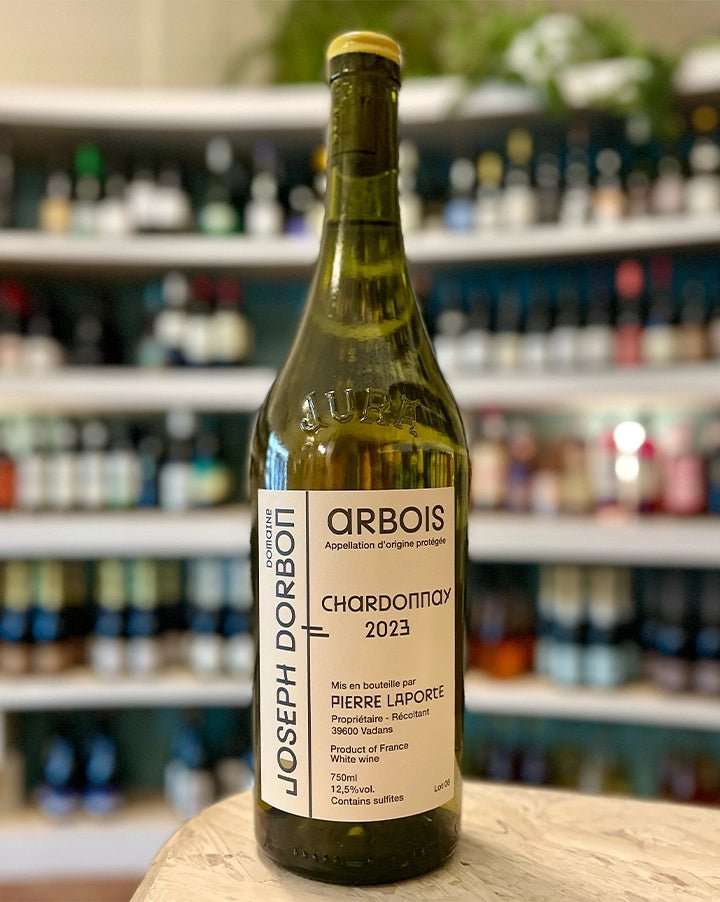 JURA
DOMAINE
JOSEPH DORBON
ARBOIS
Appellation d'origine protégée
CHARDONNAY
2023
Mis en bouteille par
PIERRE LAPORTE
Propriétaire - Récoltant
39600 Vadans
Product of France
White wine
750ml
12,5%vol.
Contains sulfites
Lot 06